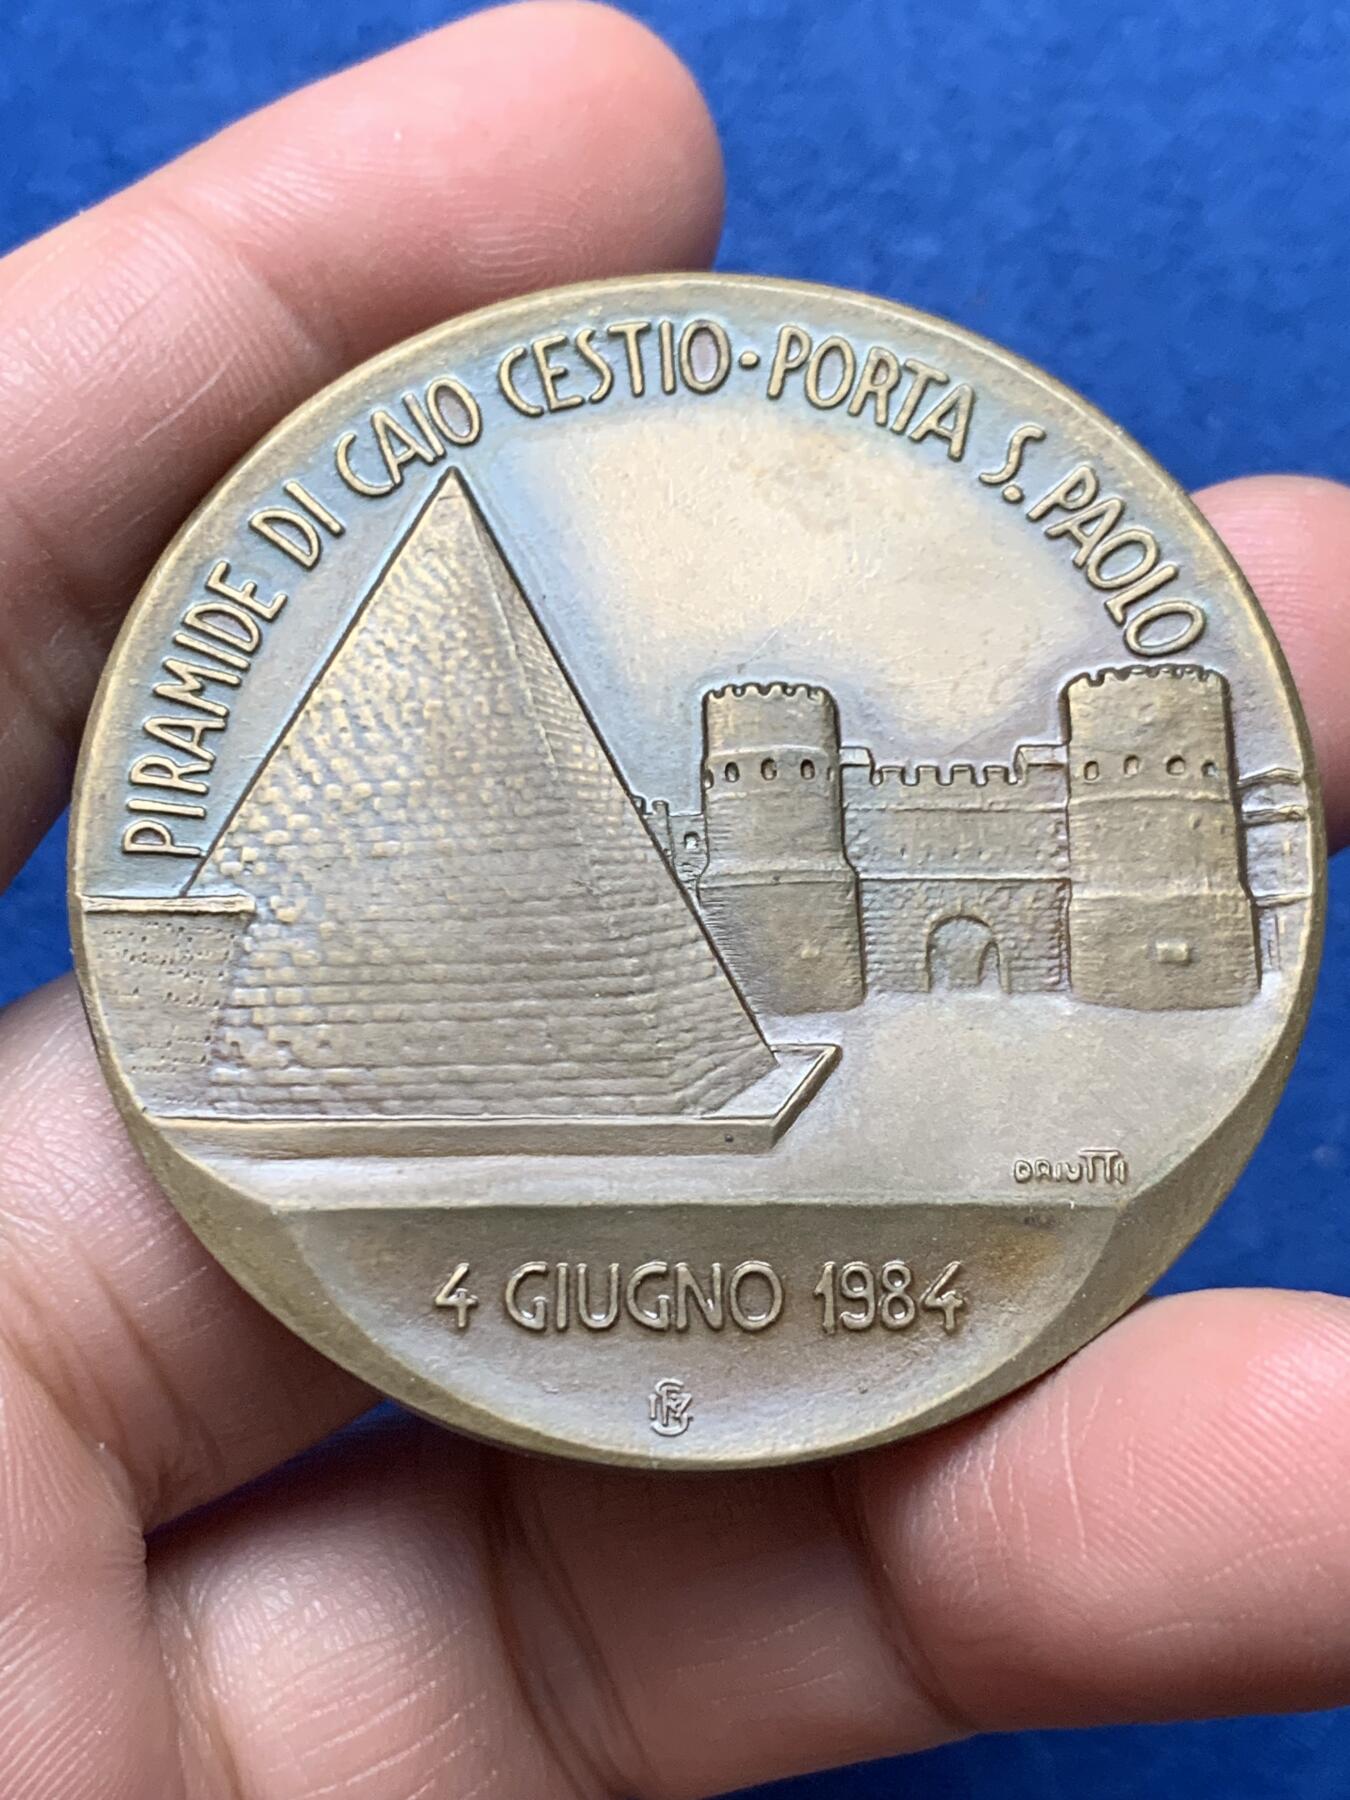 PIRAMIDE DI CAIO CESTIO · PORTA S. PAOLO
DRIUTTI
4 GIUGNO 1984